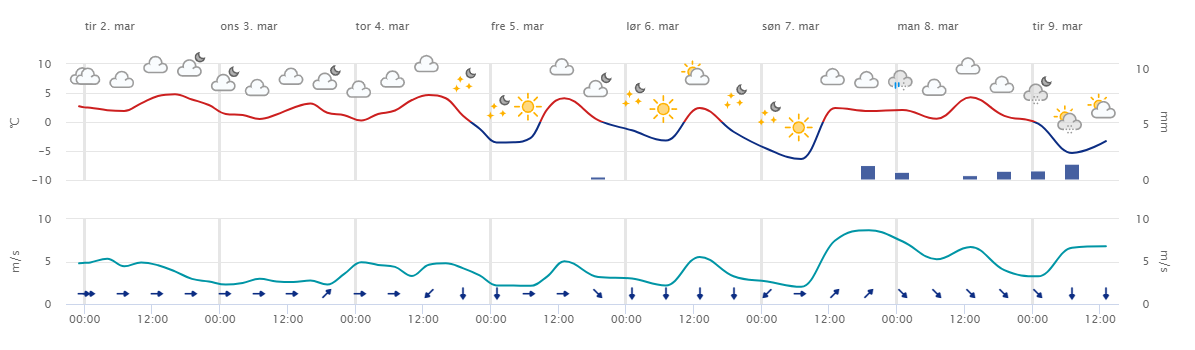 tir 2. mar ons 3. mar tor 4. mar fre 5. mar lør 6. mar søn 7. mar man 8. mar tir 9. mar
10 10
5
0 5
−5
−10 0
℃ mm
10 10
5 5
0 0
m/s m/s
00:00 12:00 00:00 12:00 00:00 12:00 00:00 12:00 00:00 12:00 00:00 12:00 00:00 12:00 00:00 12:00